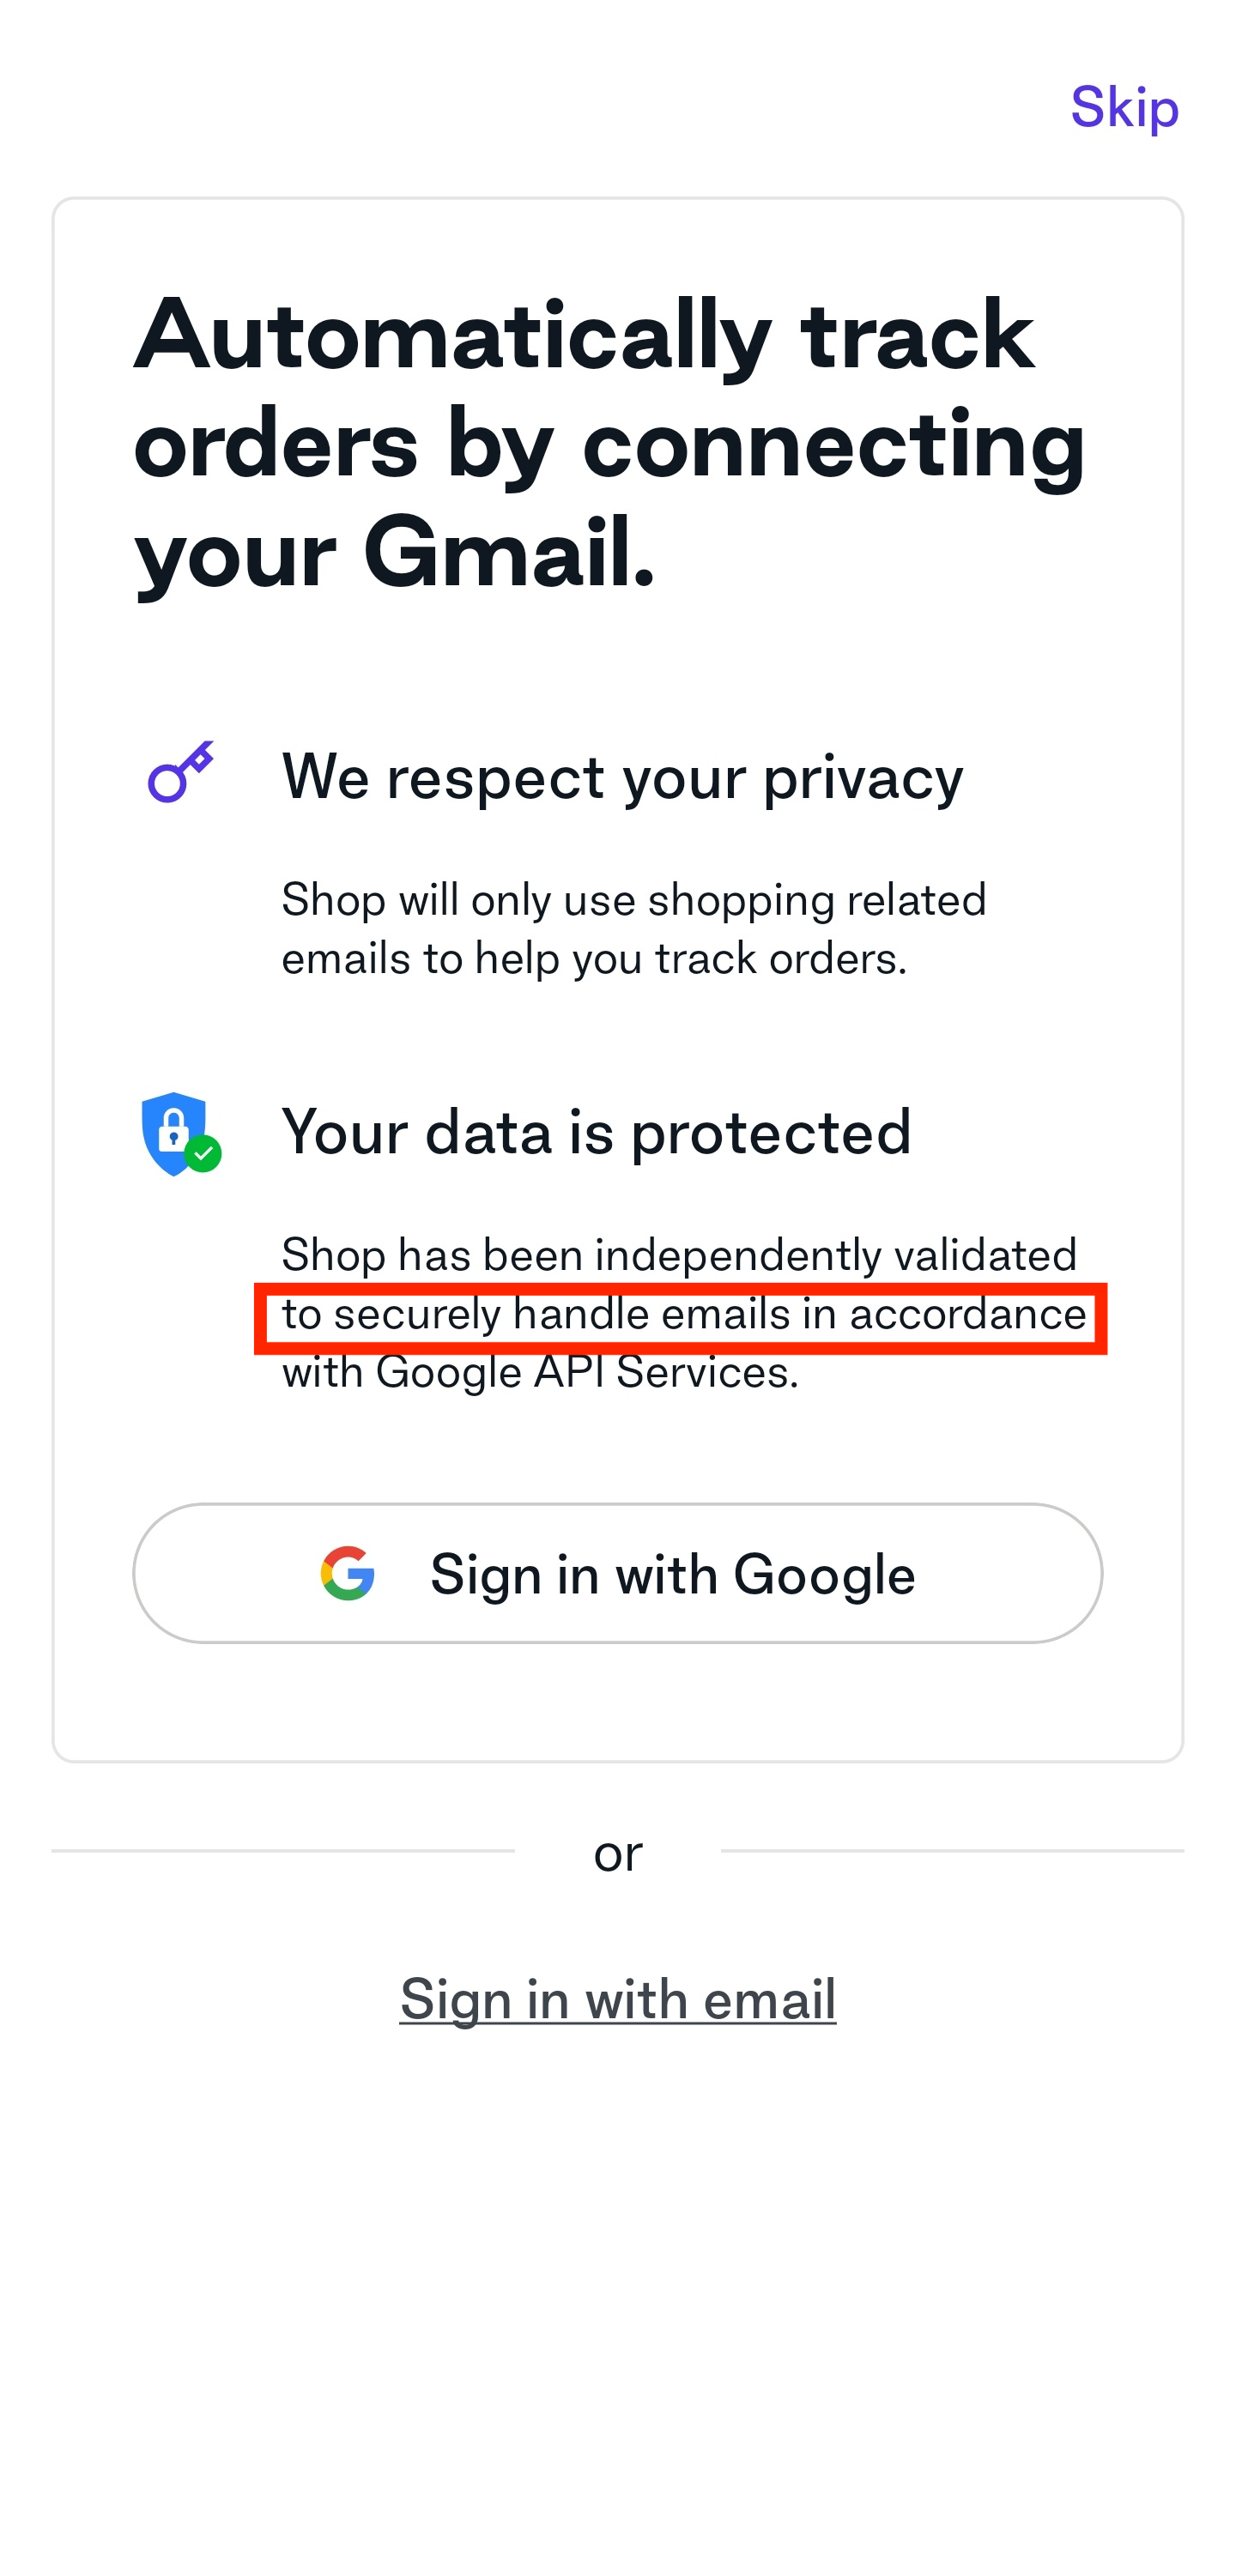 Skip
Automatically track
orders by connecting
your Gmail.
We respect your privacy
Shop will only use shopping related
emails to help you track orders.
Your data is protected
Shop has been independently validated
to securely handle emails in accordance
with Google API Services.
Sign in with Google
or
Sign in with email